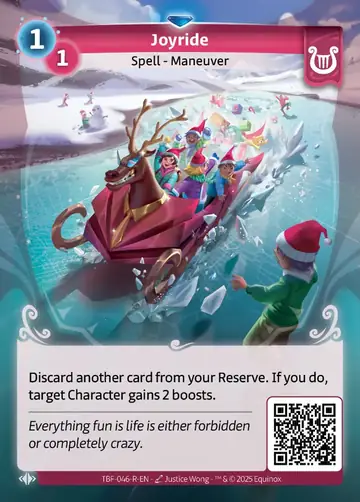 1
1
Joyride
Spell - Maneuver
Discard another card from your Reserve. If you do,
target Character gains 2 boosts.
Everything fun is life is either forbidden
or completely crazy.
TBF-046-R-EN - Justice Wong - ™ & © 2025 Equinox